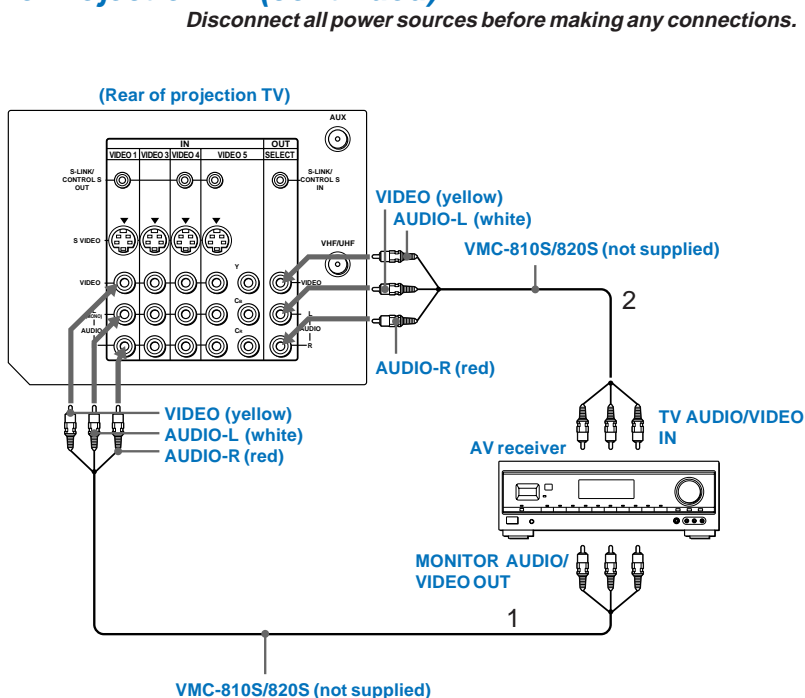 (continued)
Disconnect all power sources before making any connections.
(Rear of projection TV)
AUX
IN
OUT
VIDEO 1 VIDEO 3 VIDEO 4 VIDEO 5 SELECT
S-LINK/
CONTROL S
OUT
S-LINK/
CONTROL S
IN
VIDEO (yellow)
AUDIO-L (white)
VMC-810S/820S (not supplied)
S VIDEO
VHF/UHF
Y
VIDEO
VIDEO
CB
2
L
(MONO)
L
AUDIO
AUDIO
CR
R
AUDIO-R (red)
VIDEO (yellow)
AUDIO-L (white)
AUDIO-R (red)
TV AUDIO/VIDEO
IN
AV receiver
MONITOR AUDIO/
VIDEO OUT
1
VMC-810S/820S (not supplied)